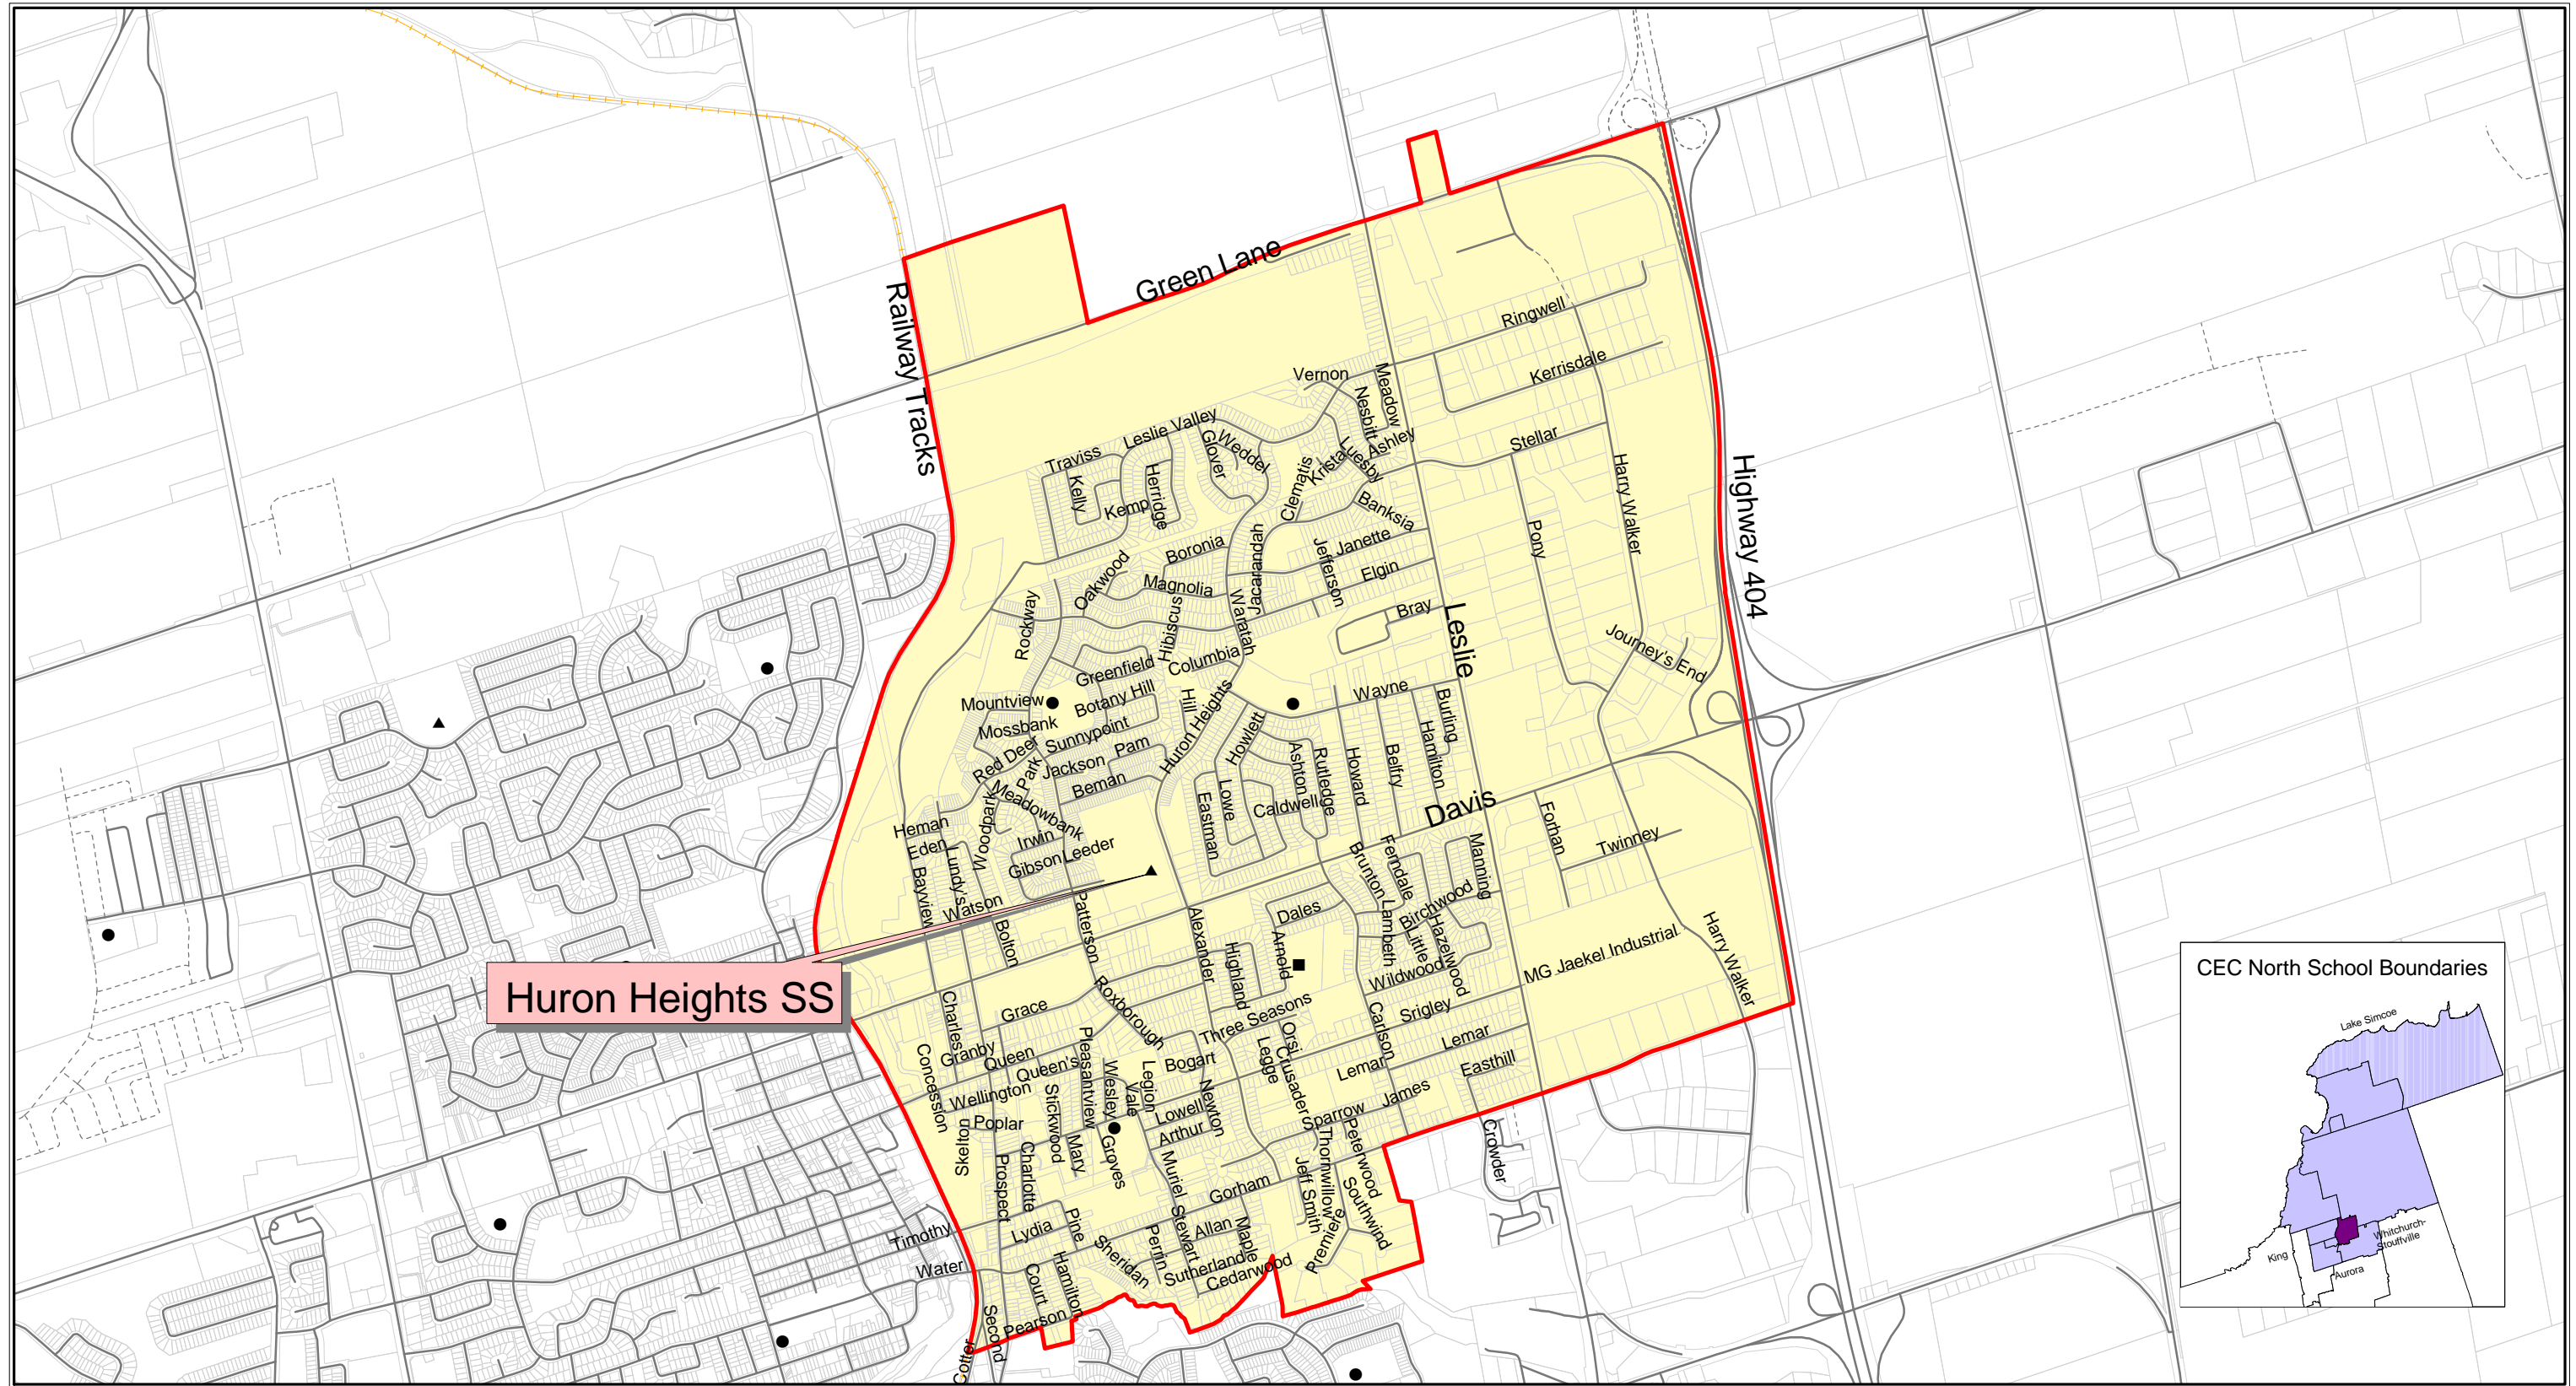 Green Lane
Railway Tracks
Ringwell
Kerrisdale
Vernon
Meadow
Nesbitt
Leslie Valley
Glover
Weddel
Ashley
Luesby
Krista
Stellar
Traviss
Kelly
Herridge
Kemp
Clematis
Banksia
Harry Walker
Highway 404
Pony
Janette
Jefferson
Boronia
Jacarandah
Elgin
Oakwood
Magnolia
Hibiscus
Waratah
Bray
Leslie
Rockway
Journey's End
Columbia
Greenfield
Botany Hill
Hill
Wayne
Burling
Mountview
Mossbank
Sunnypoint
Huron Heights
Howlett
Hamilton
Red Deer
Park
Jackson
Pam
Ashton
Rutledge
Howard
Belfry
Beman
Meadowbank
Woodpark
Lowe
Eastman
Caldwell
Davis
Forhan
Twinney
Heman
Eden
Irwin
Gibson
Leeder
Lundy's
Bayview
Brunton
Ferndale
Manning
Birchwood
Watson
Bolton
Patterson
Alexander
Dales
Lambeth
Little
Hazelwood
Highland
Arnold
Wildwood
MG Jaekel Industrial
Harry Walker
Huron Heights SS
Charles
Grace
Roxborough
Three Seasons
Carlson
Srigley
Lemar
Lemar
Easthill
Concession
Granby
Queen
Queen's
Pleasantview
Wesley
Vale
Legion
Bogart
Newton
Orsi
Legge
Crusader
Wellington
Stickwood
Lowell
Arthur
Sparrow
James
Poplar
Skelton
Mary
Groves
Thornwillow
Peterwood
Crowder
Prospect
Charlotte
Muriel
Gorham
Jeff Smith
Southwind
Timothy
Lydia
Pine
Stewart
Allan
Maple
Premiere
Perrin
Water
Sheridan
Sutherland
Cedarwood
Court
Hamilton
Second
Pearson
Cotter
CEC North School Boundaries
Lake Simcoe
Whitchurch-
Stouffville
King
Aurora